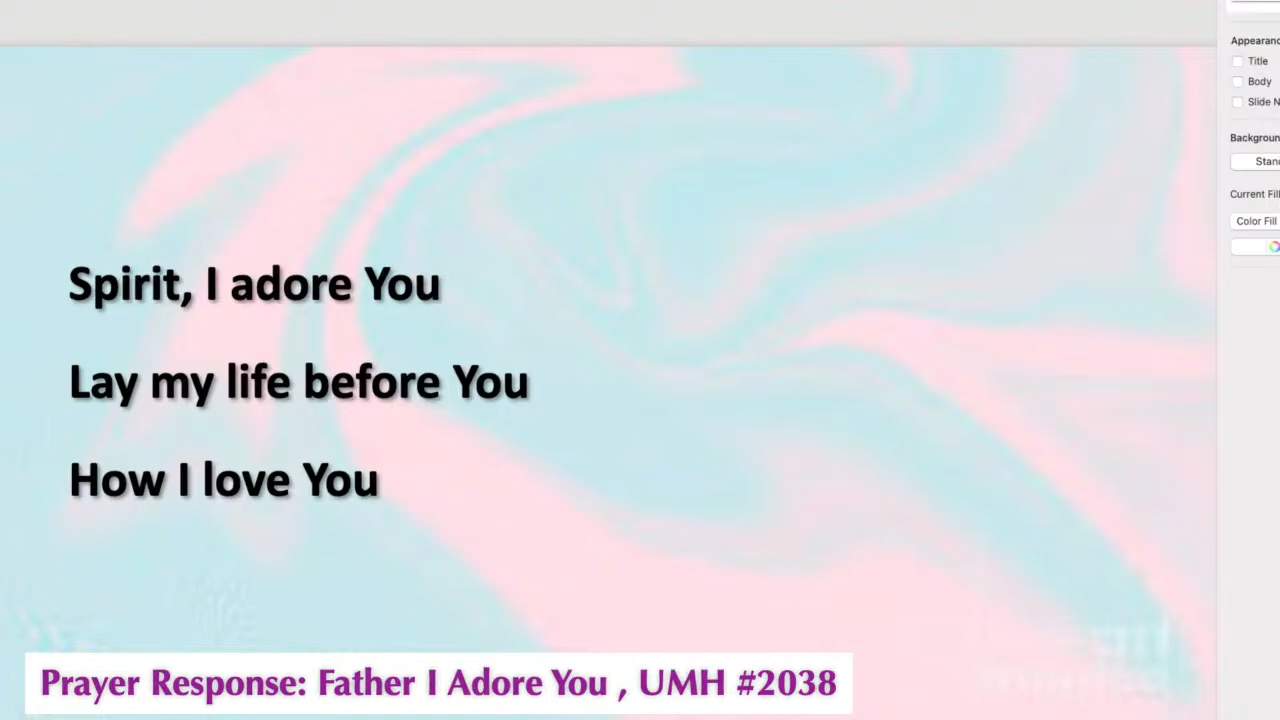 Appearanc
Title
Body
Slide N
Backgroun
Stand
Current Fill
Color Fill
Spirit, I adore You
Lay my life before You
How I love You
Prayer Response: Father I Adore You , UMH #2038